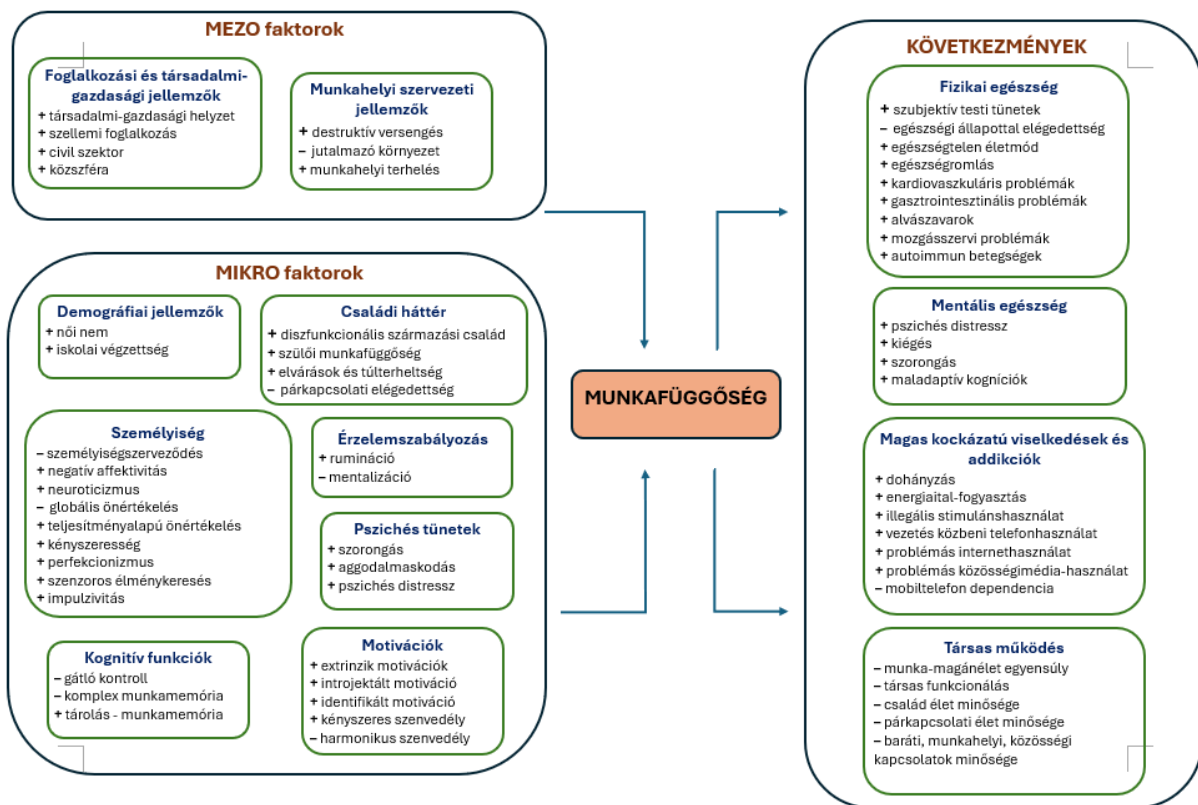 MEZO faktorok
Foglalkozási és társadalmi-
gazdasági jellemzők
+ társadalmi-gazdasági helyzet
+ szellemi foglalkozás
+ civil szektor
+ közszféra
Munkahelyi szervezeti
jellemzők
+ destruktív versengés
– jutalmazó környezet
+ munkahelyi terhelés
MIKRO faktorok
Demográfiai jellemzők
+ női nem
+ iskolai végzettség
Családi háttér
+ diszfunkcionális származási család
+ szülői munkafüggőség
+ elvárások és túlterheltség
– párkapcsolati elégedettség
Személyiség
– személyiségszerveződés
+ negatív affektivitás
+ neuroticizmus
– globális önértékelés
+ teljesítményalapú önértékelés
+ kényszeresség
+ perfekcionizmus
+ szenzoros élménykeresés
+ impulzivitás
Érzelemszabályozás
+ rumináció
– mentalizáció
Pszichés tünetek
+ szorongás
+ aggodalmaskodás
+ pszichés distressz
Kognitív funkciók
– gátló kontroll
– komplex munkamemória
+ tárolás - munkamemória
Motivációk
+ extrinzik motivációk
+ introjektált motiváció
+ identifikált motiváció
+ kényszeres szenvedély
– harmonikus szenvedély
MUNKAFÜGGŐSÉG
KÖVETKEZMÉNYEK
Fizikai egészség
+ szubjektív testi tünetek
– egészségi állapottal elégedettség
+ egészségtelen életmód
+ egészségromlás
+ kardiovaszkuláris problémák
+ gasztrointesztinális problémák
+ alvászavarok
+ mozgásszervi problémák
+ autoimmun betegségek
Mentális egészség
+ pszichés distressz
+ kiégés
+ szorongás
+ maladaptív kogníciók
Magas kockázatú viselkedések és
addikciók
+ dohányzás
+ energiaital-fogyasztás
+ illegális stimulánshasználat
+ vezetés közbeni telefonhasználat
+ problémás internethasználat
+ problémás közösségimédia-használat
– mobiltelefon dependencia
Társas működés
– munka-magánélet egyensúly
– társas funkcionálás
– család élet minősége
– párkapcsolati élet minősége
– baráti, munkahelyi, közösségi
kapcsolatok minősége